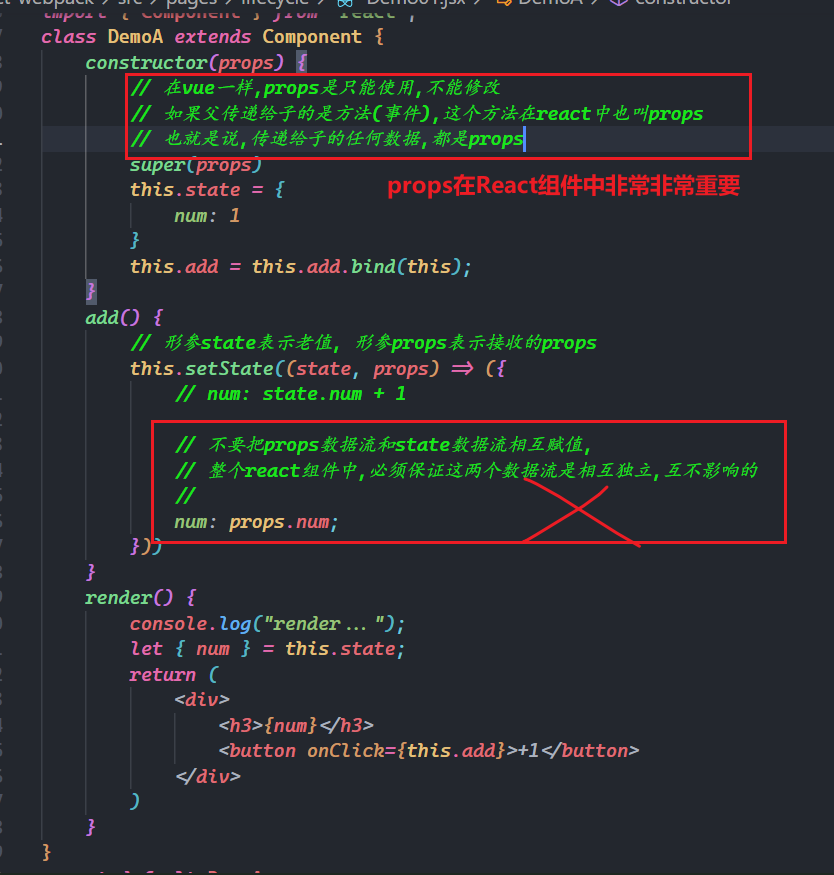 ct-webpack > src > pages > lifecycle > Demo01.jsx > DemoA > constructor
import { Component } from "react";
class DemoA extends Component {
constructor(props) {
// 在vue一样,props是只能使用,不能修改
// 如果父传递给子的是方法(事件),这个方法在react中也叫props
// 也就是说,传递给子的任何数据,都是props
super(props)
props在React组件中非常非常重要
this.state = {
num: 1
}
this.add = this.add.bind(this);
}
add() {
// 形参state表示老值, 形参props表示接收的props
this.setState((state, props) => ({
// num: state.num + 1
// 不要把props数据流和state数据流相互赋值,
// 整个react组件中,必须保证这两个数据流是相互独立,互不影响的
//
num: props.num;
}))
}
render() {
console.log("render...");
let { num } = this.state;
return (
<div>
<h3>{num}</h3>
<button onClick={this.add}>+1</button>
</div>
)
}
}